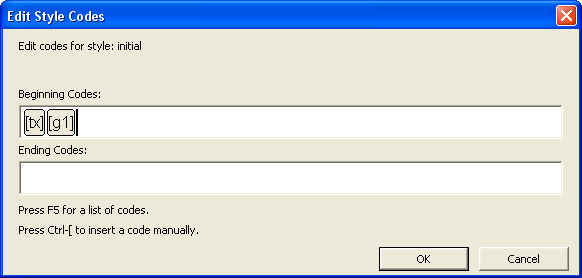 Edit Style Codes
Edit codes for style: initial
Beginning Codes:
[tx] [g1]
Ending Codes:
Press F5 for a list of codes.
Press Ctrl-[ to insert a code manually.
OK Cancel